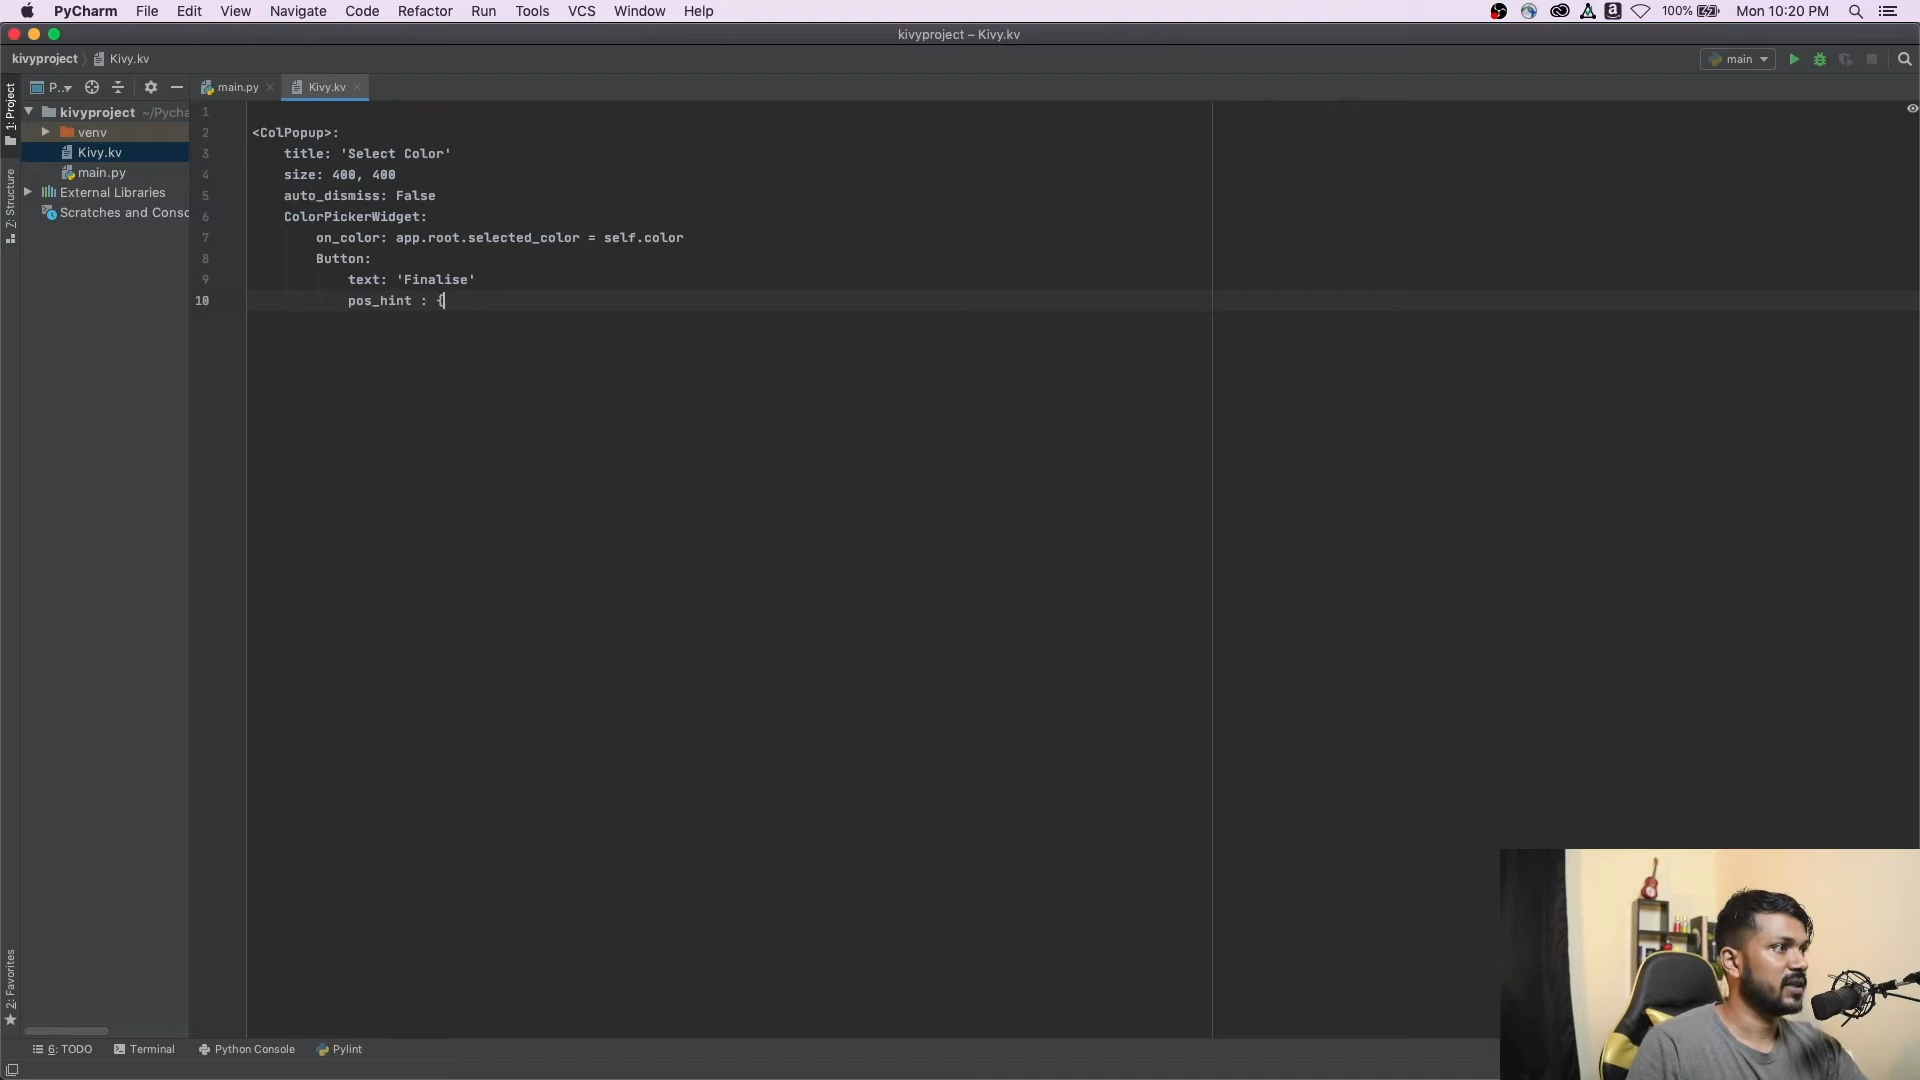 PyCharm File Edit View Navigate Code Refactor Run Tools VCS Window Help 100% Mon 10:20 PM
kivyproject – Kivy.kv
kivyproject Kivy.kv main
1: Project P.. main.py Kivy.kv
kivyproject ~/Pycha
venv
Kivy.kv
main.py
External Libraries
Scratches and Conso
Z: Structure
2: Favorites
1
2 <ColPopup>:
3 title: 'Select Color'
4 size: 400, 400
5 auto_dismiss: False
6 ColorPickerWidget:
7 on_color: app.root.selected_color = self.color
8 Button:
9 text: 'Finalise'
10 pos_hint : {
6: TODO Terminal Python Console Pylint